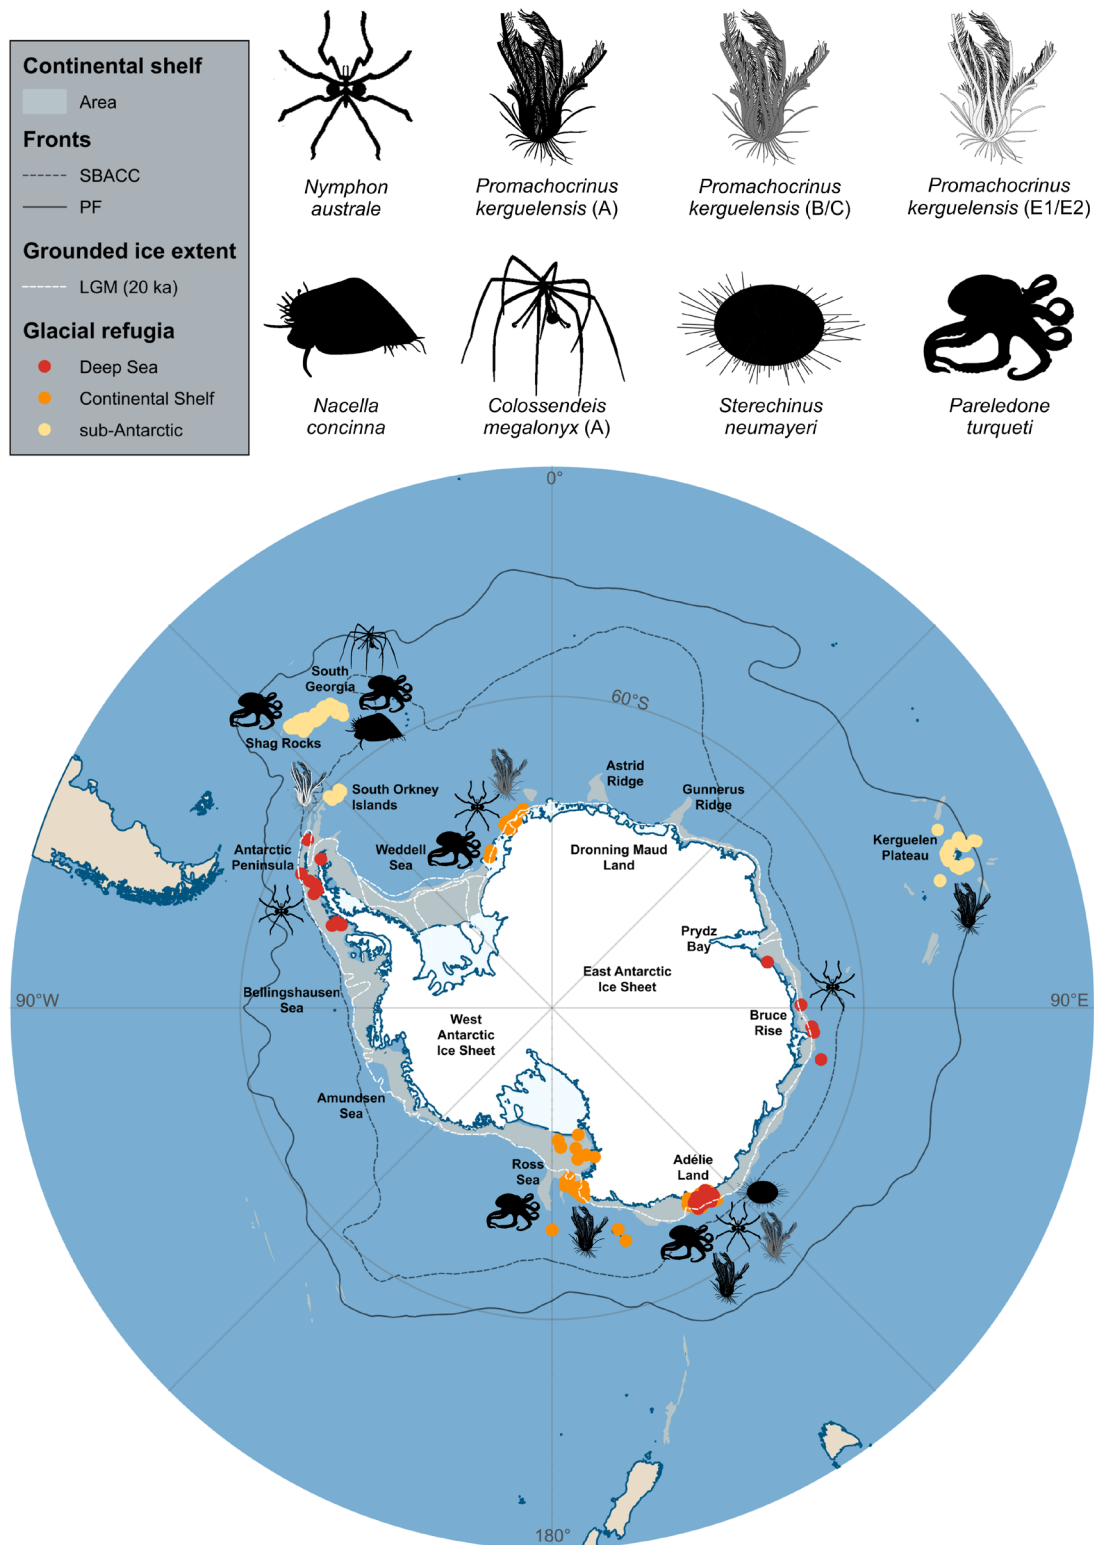 Continental shelf
Area
Fronts
SBACC
PF
Grounded ice extent
LGM (20 ka)
Glacial refugia
Deep Sea
Continental Shelf
sub-Antarctic
Nymphon
australe
Promachocrinus
kerguelensis (A)
Promachocrinus
kerguelensis (B/C)
Promachocrinus
kerguelensis (E1/E2)
Nacella
concinna
Colossendeis
megalonyx (A)
Sterechinus
neumayeri
Pareledone
turqueti
0°
60°S
South
Georgia
Shag Rocks
South Orkney
Islands
Astrid
Ridge
Gunnerus
Ridge
Antarctic
Peninsula
Weddell
Sea
Dronning Maud
Land
Kerguelen
Plateau
Prydz
Bay
East Antarctic
Ice Sheet
90°W
Bellingshausen
Sea
West
Antarctic
Ice Sheet
Bruce
Rise
90°E
Amundsen
Sea
Ross
Sea
Adélie
Land
180°